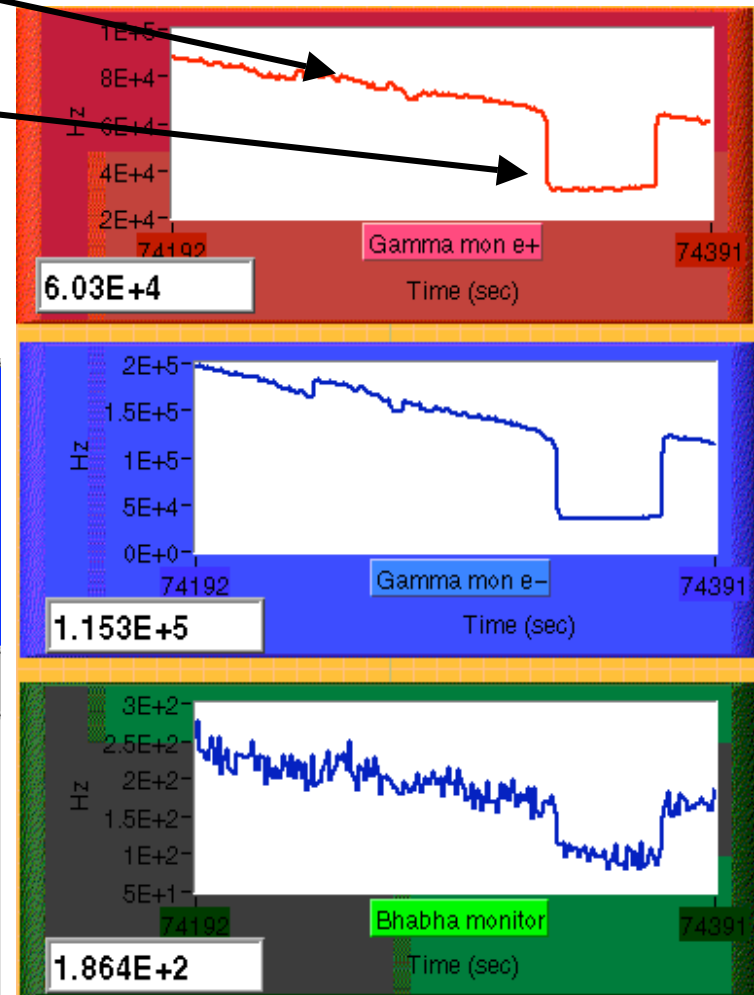 1E+5
8E+4
6E+4
4E+4
2E+4
Hz
74192
Gamma mon e+
74391
6.03E+4
Time (sec)
2E+5
1.5E+5
1E+5
5E+4
0E+0
Hz
74192
Gamma mon e-
74391
1.153E+5
Time (sec)
3E+2
2.5E+2
2E+2
1.5E+2
1E+2
5E+1
Hz
74192
Bhabha monitor
74391
1.864E+2
Time (sec)